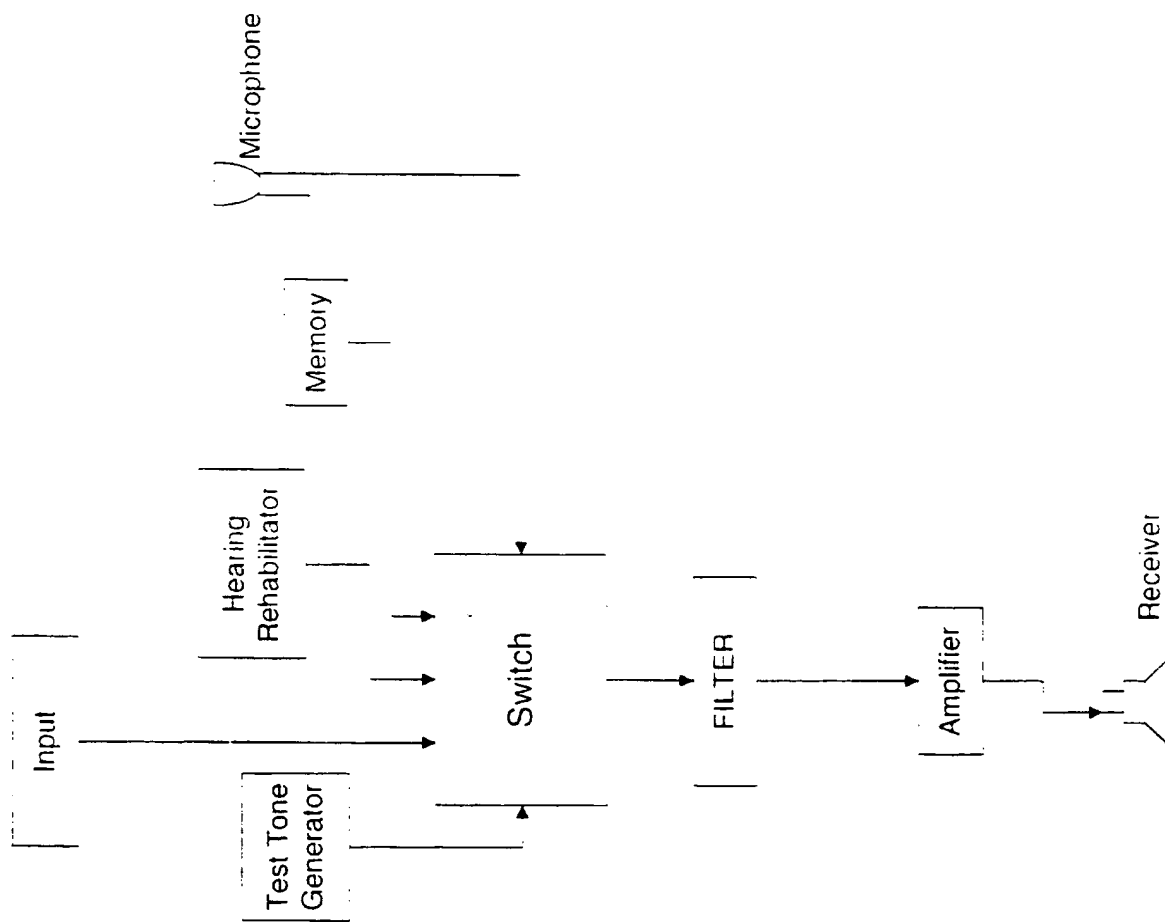 Input
Test Tone
Generator
Hearing
Rehabilitator
Memory
Microphone
Switch
FILTER
Amplifier
Receiver